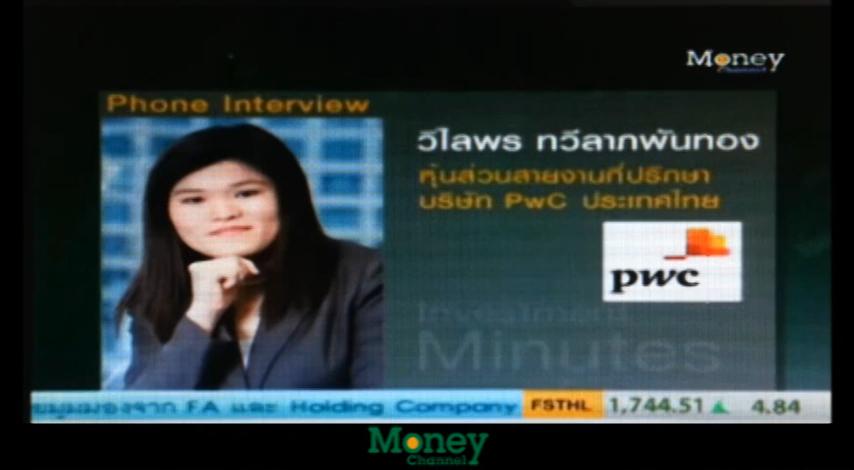 Money
Channel
Phone Interview
วิไลพร ทวีลาภพันทอง
หุ้นส่วนสายงานที่ปรึกษา
บริษัท PwC ประเทศไทย
pwc
Investment
Minutes
จาก FA และ Holding Company FSTHL 1,744.51 ▲ 4.84
Money
Channel